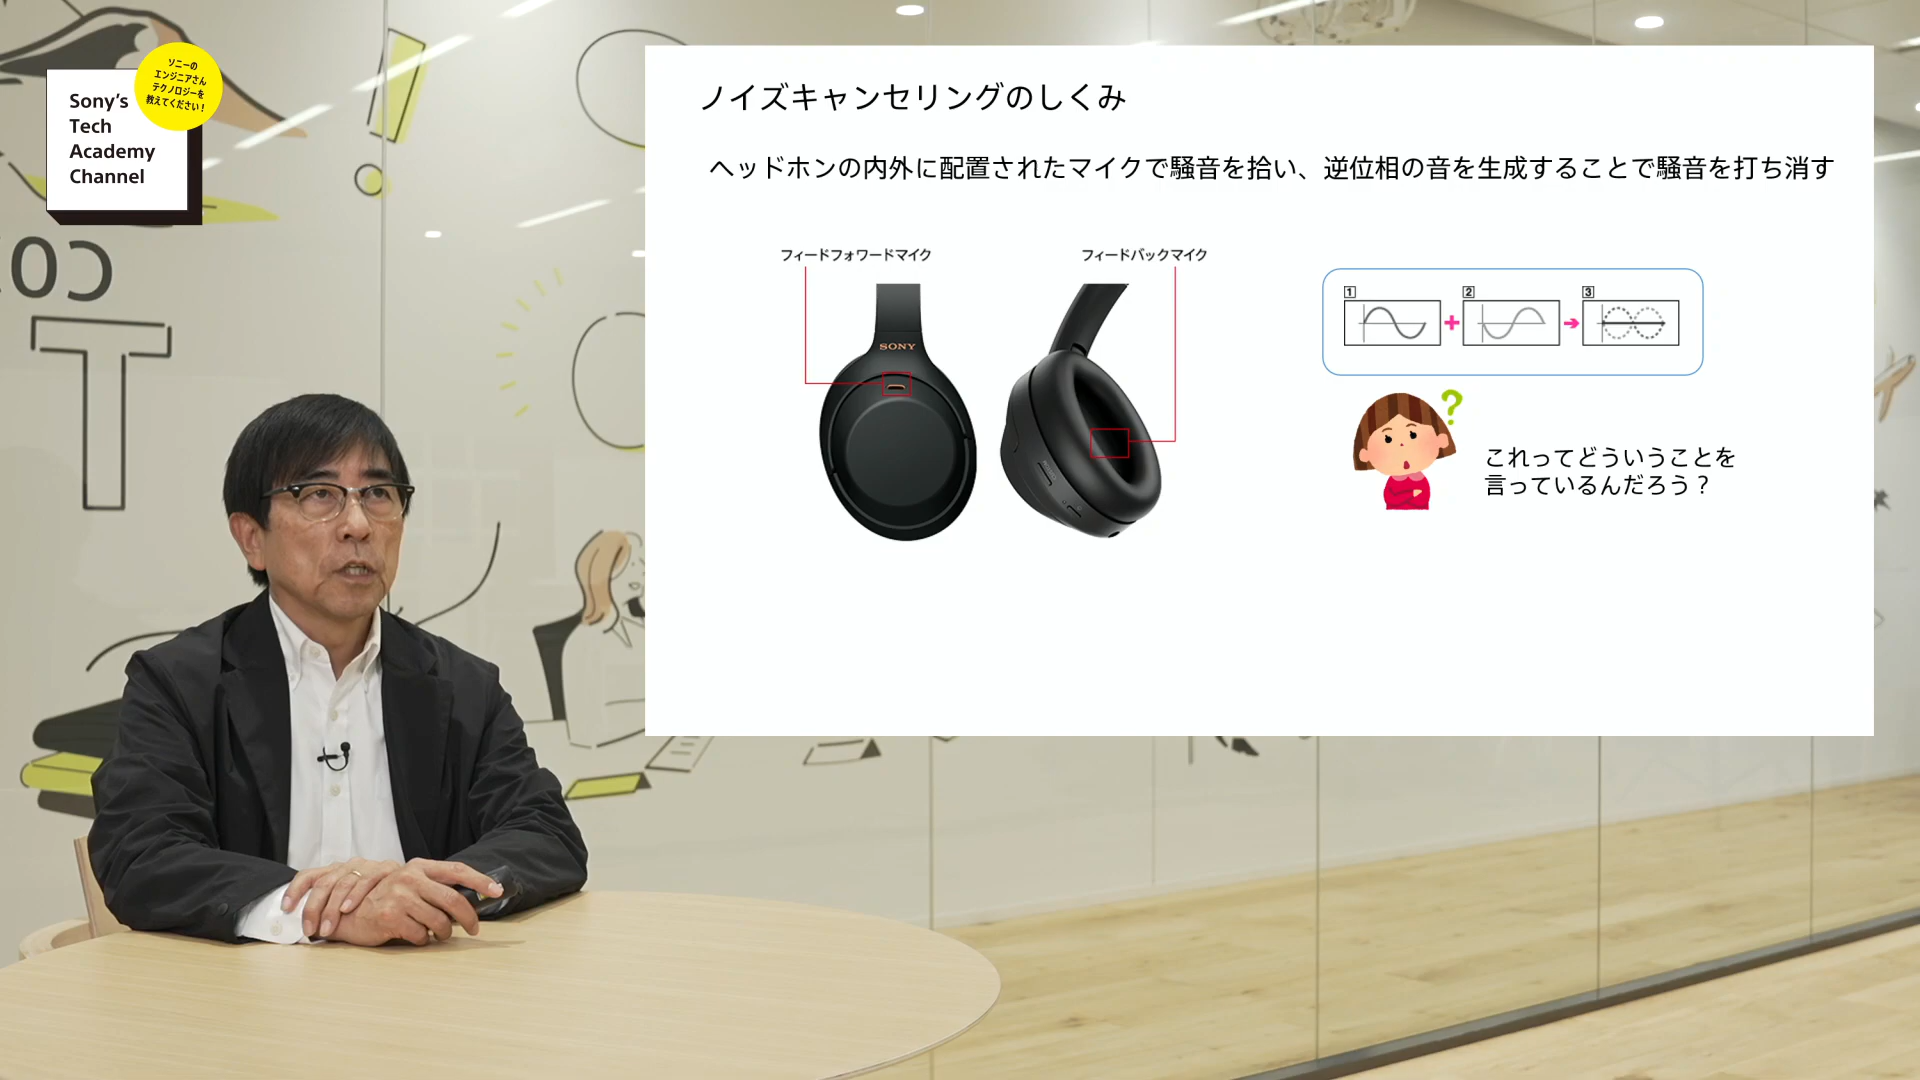 ソニーの
エンジニアさん
テクノロジーを
教えてください！
Sony's
Tech
Academy
Channel
ノイズキャンセリングのしくみ
ヘッドホンの内外に配置されたマイクで騒音を拾い、逆位相の音を生成することで騒音を打ち消す
フィードフォワードマイク
フィードバックマイク
SONY
1
2
3
+
?
これってどういうことを
言っているんだろう？
CO
T